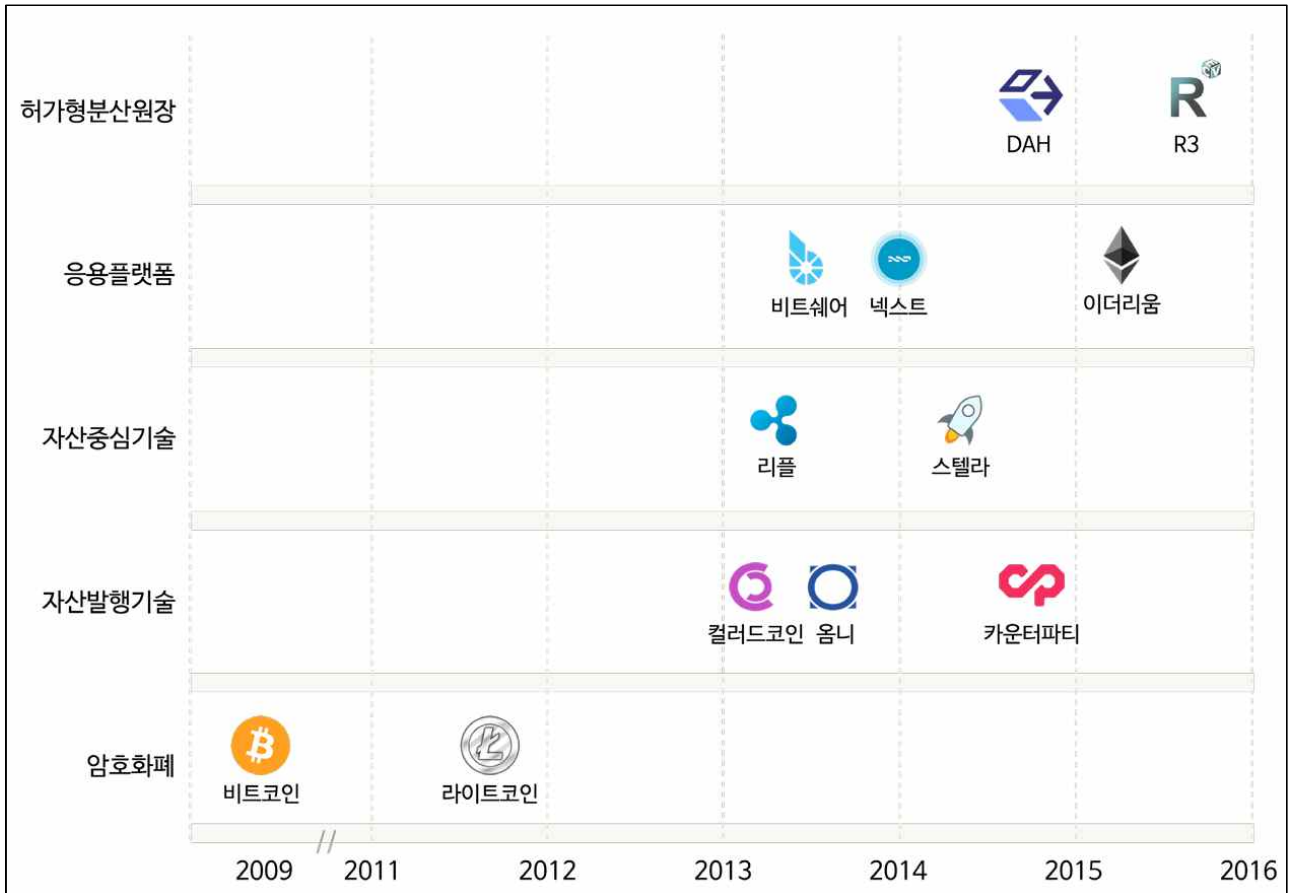 허가형분산원장
DAH
R3
응용플랫폼
비트쉐어
넥스트
이더리움
자산중심기술
리플
스텔라
자산발행기술
컬러드코인
옴니
카운터파티
암호화폐
비트코인
라이트코인
2009
2011
2012
2013
2014
2015
2016